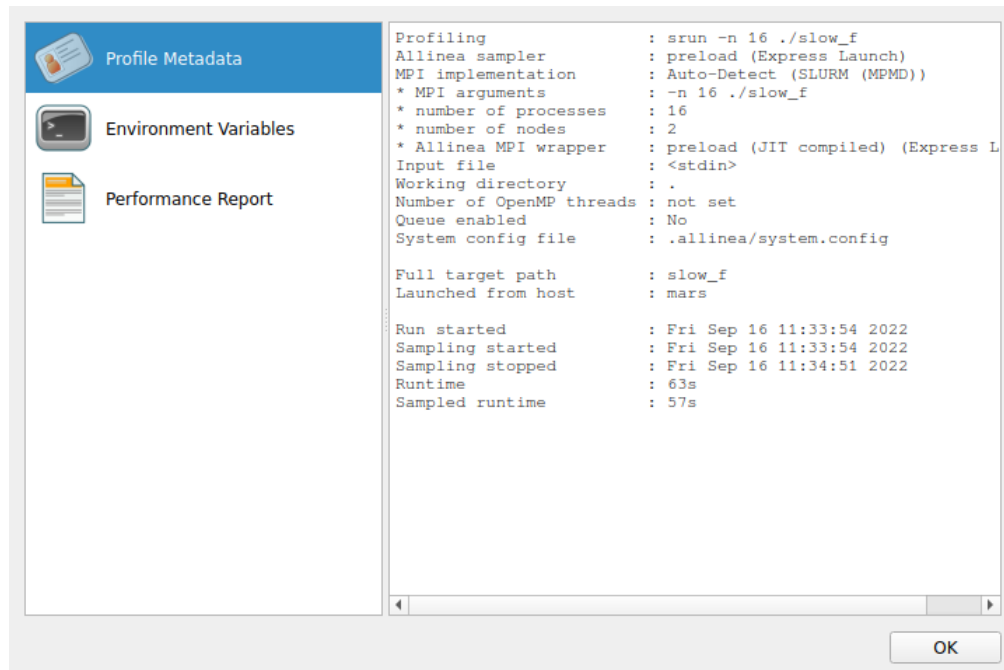 Profile Metadata
Environment Variables
Performance Report
Profiling : srun -n 16 ./slow_f
Allinea sampler : preload (Express Launch)
MPI implementation : Auto-Detect (SLURM (MPMD))
* MPI arguments : -n 16 ./slow_f
* number of processes : 16
* number of nodes : 2
* Allinea MPI wrapper : preload (JIT compiled) (Express L
Input file : <stdin>
Working directory : .
Number of OpenMP threads : not set
Queue enabled : No
System config file : .allinea/system.config
Full target path : slow_f
Launched from host : mars
Run started : Fri Sep 16 11:33:54 2022
Sampling started : Fri Sep 16 11:33:54 2022
Sampling stopped : Fri Sep 16 11:34:51 2022
Runtime : 63s
Sampled runtime : 57s
OK